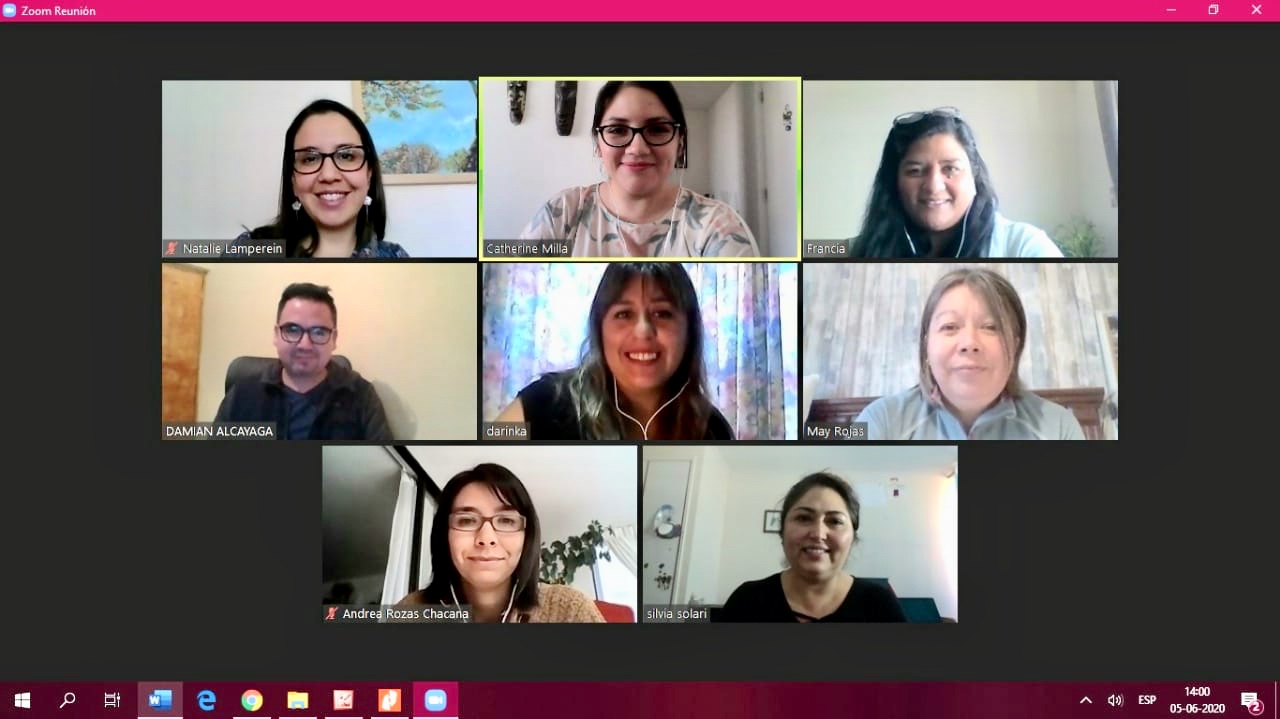 Zoom Reunión
Natalie Lamperein
Catherine Milla
Francia
DAMIAN ALCAYAGA
darinka
May Rojas
Andrea Rozas Chacana
silvia solari
ESP
14:00
05-06-2020
2